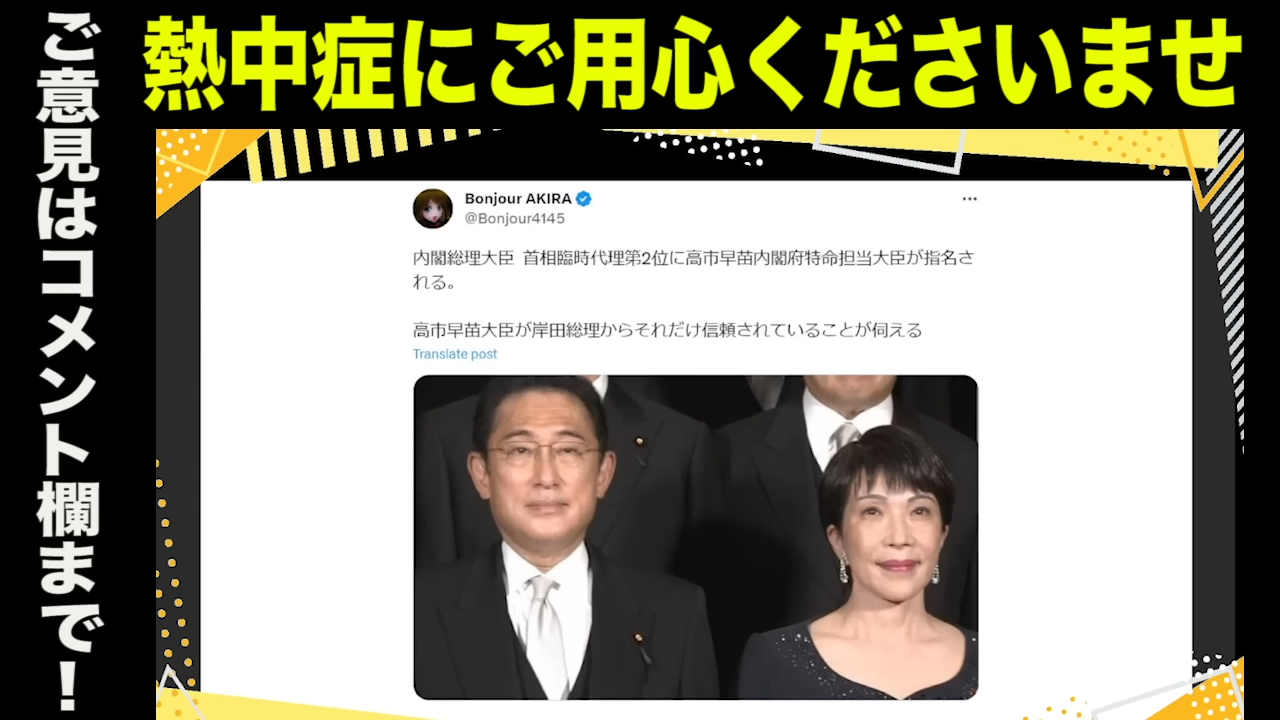 熱中症にご用心くださいませ
ご意見はコメント欄まで！
Bonjour AKIRA
@Bonjour4145
内閣総理大臣 首相臨時代理第2位に高市早苗内閣府特命担当大臣が指名さ
れる。
高市早苗大臣が岸田総理からそれだけ信頼されていることが伺える
Translate post